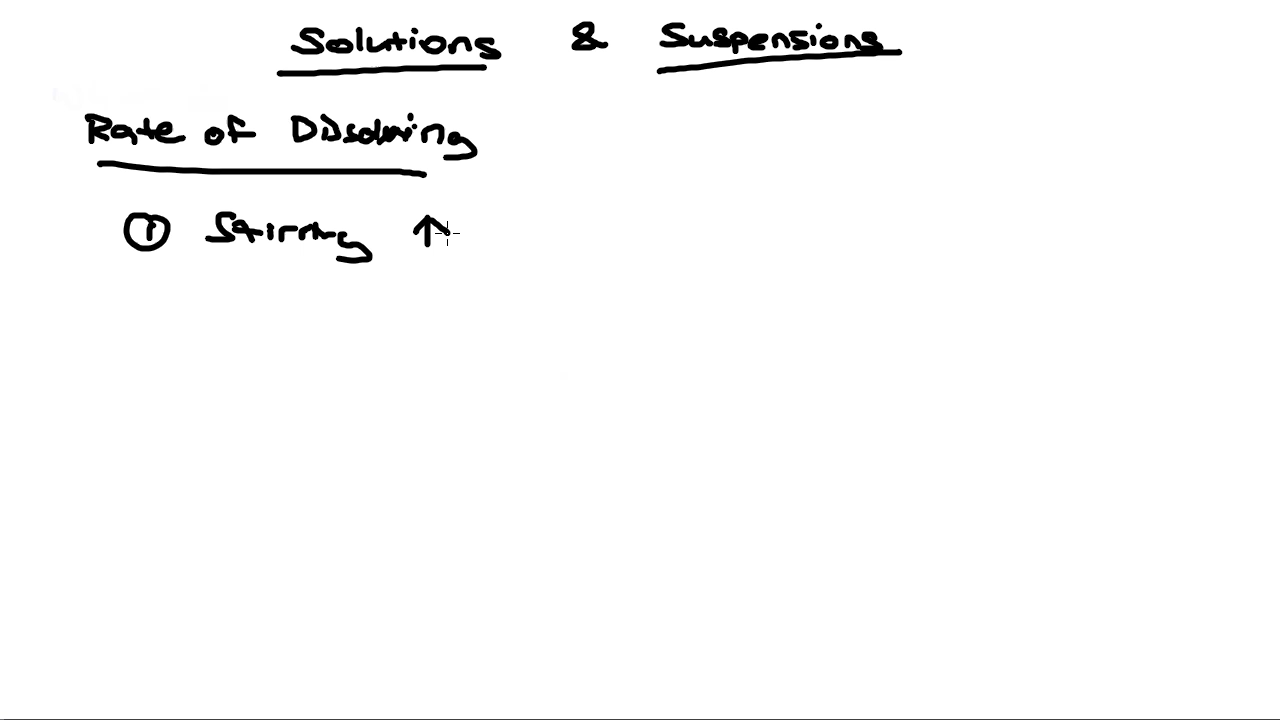 Solutions & Suspensions
Rate of Dissolving
① Stirring ↑